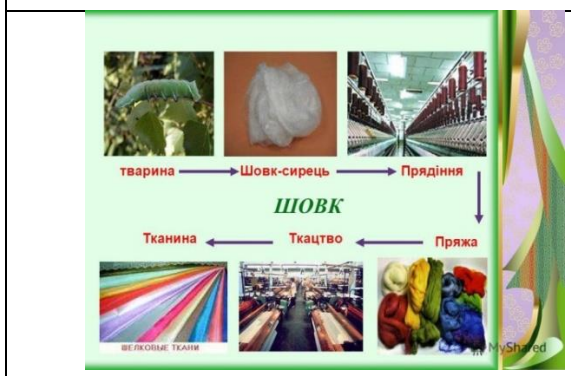 тварина Шовк-сирець Прядіння
ШОВК
Тканина Ткацтво Пряжа
ШЕЛКОВЫЕ ТКАНИ
MyShared